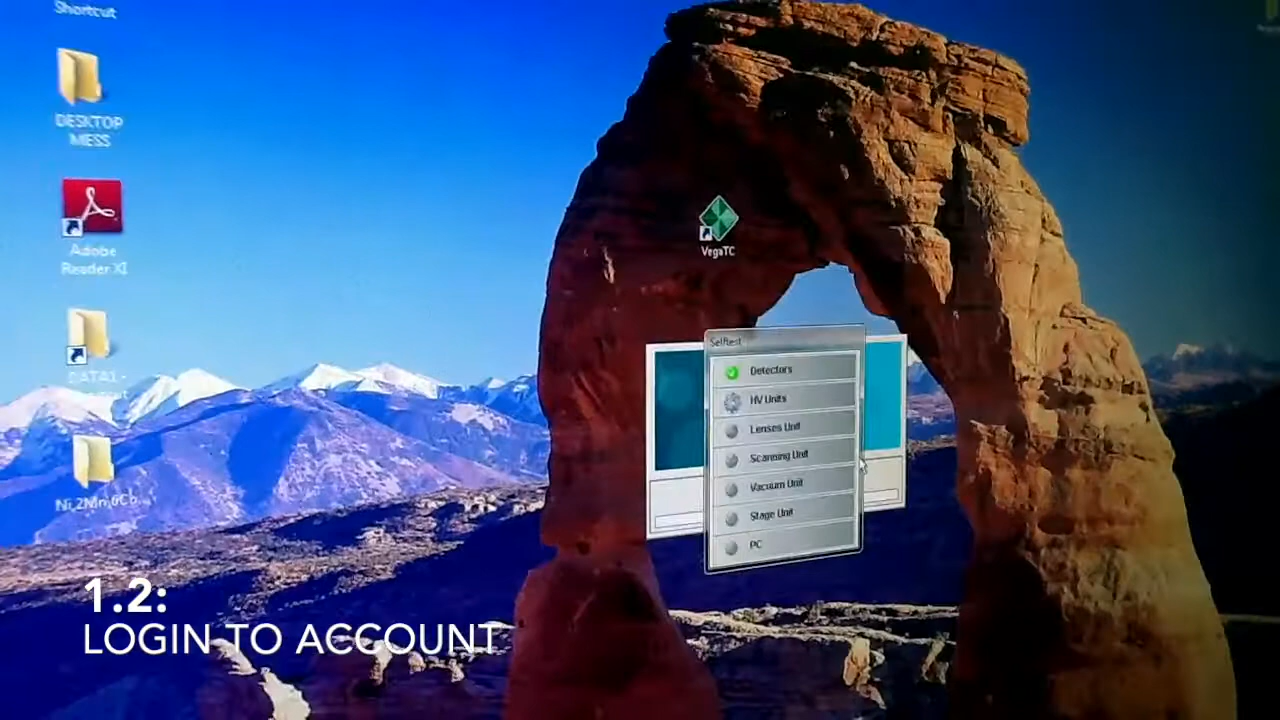 Shortcut
DESKTOP
MESS
Adobe
Reader XI
DATA1-
VegaTC
Selftest
Detectors
HV Units
Lenses Unit
Scanning Unit
Vacuum Unit
Stage Unit
PC
1.2:
LOGIN TO ACCOUNT